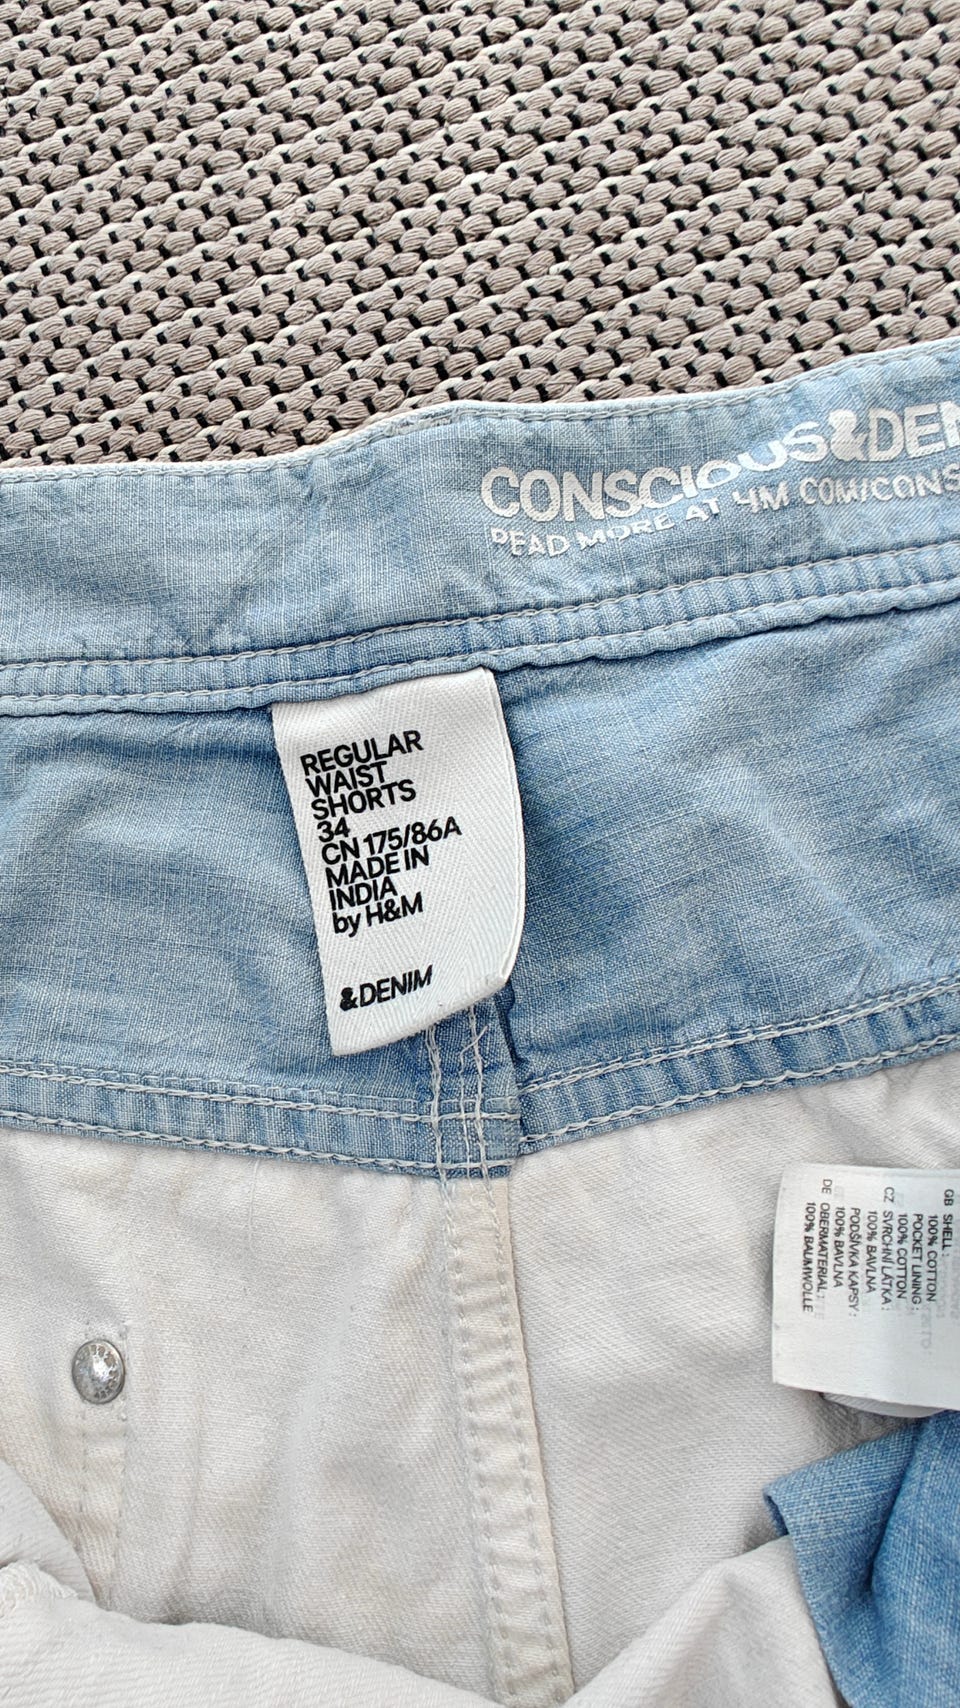 CONSCIOUS&DEN
READ MORE AT HM.COM/CONS
REGULAR
WAIST
SHORTS
34
CN 175/86A
MADE IN
INDIA
by H&M
&DENIM
GB SHELL:
100% COTTON
POCKET LINING:
100% COTTON
CZ SVRCHNÍ LÁTKA:
100% BAVLNA
PODŠÍVKA KAPSY:
100% BAVLNA
DE OBERMATERIAL:
100% BAUMWOLLE